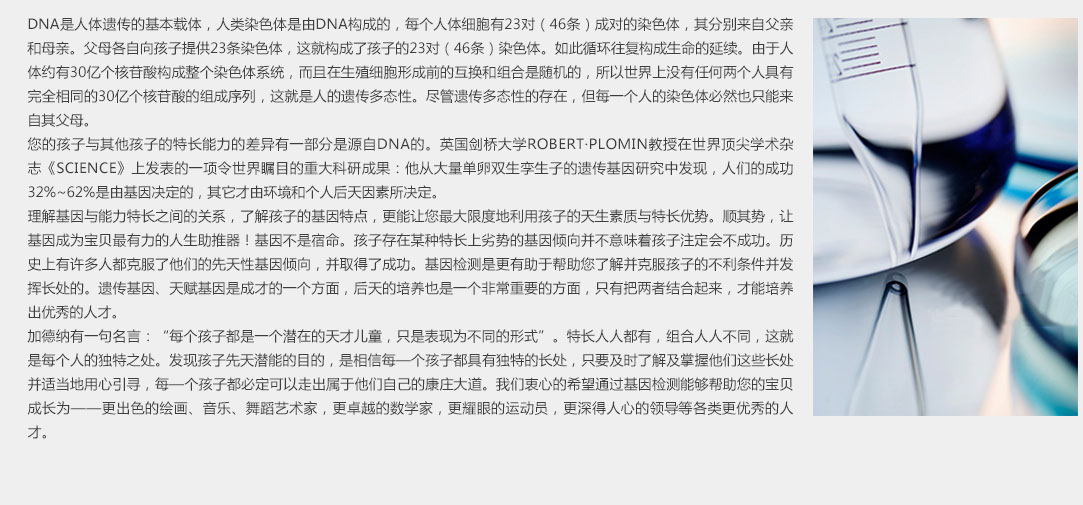 DNA是人体遗传的基本载体，人类染色体是由DNA构成的，每个人体细胞有23对（46条）成对的染色体，其分别来自父亲
和母亲。父母各自向孩子提供23条染色体，这就构成了孩子的23对（46条）染色体。如此循环往复构成生命的延续。由于人
体约有30亿个核苷酸构成整个染色体系统，而且在生殖细胞形成前的互换和组合是随机的，所以世界上没有任何两个人具有
完全相同的30亿个核苷酸的组成序列，这就是人的遗传多态性。尽管遗传多态性的存在，但每一个人的染色体必然也只能来
自其父母。
您的孩子与其他孩子的特长能力的差异有一部分是源自DNA的。英国剑桥大学ROBERT·PLOMIN教授在世界顶尖学术杂
志《SCIENCE》上发表的一项令世界瞩目的重大科研成果：他从大量单卵双生孪生子的遗传基因研究中发现，人们的成功
32%~62%是由基因决定的，其它才由环境和个人后天因素所决定。
理解基因与能力特长之间的关系，了解孩子的基因特点，更能让您最大限度地利用孩子的天生素质与特长优势。顺其势，让
基因成为宝贝最有力的人生助推器！基因不是宿命。孩子存在某种特长上劣势的基因倾向并不意味着孩子注定会不成功。历
史上有许多人都克服了他们的先天性基因倾向，并取得了成功。基因检测是更有助于帮助您了解并克服孩子的不利条件并发
挥长处的。遗传基因、天赋基因是成才的一个方面，后天的培养也是一个非常重要的方面，只有把两者结合起来，才能培养
出优秀的人才。
加德纳有一句名言：“每个孩子都是一个潜在的天才儿童，只是表现为不同的形式”。特长人人都有，组合人人不同，这就
是每个人的独特之处。发现孩子先天潜能的目的，是相信每—个孩子都具有独特的长处，只要及时了解及掌握他们这些长处
并适当地用心引寻，每—个孩子都必定可以走出属于他们自己的康庄大道。我们衷心的希望通过基因检测能够帮助您的宝贝
成长为——更出色的绘画、音乐、舞蹈艺术家，更卓越的数学家，更耀眼的运动员，更深得人心的领导等各类更优秀的人
才。